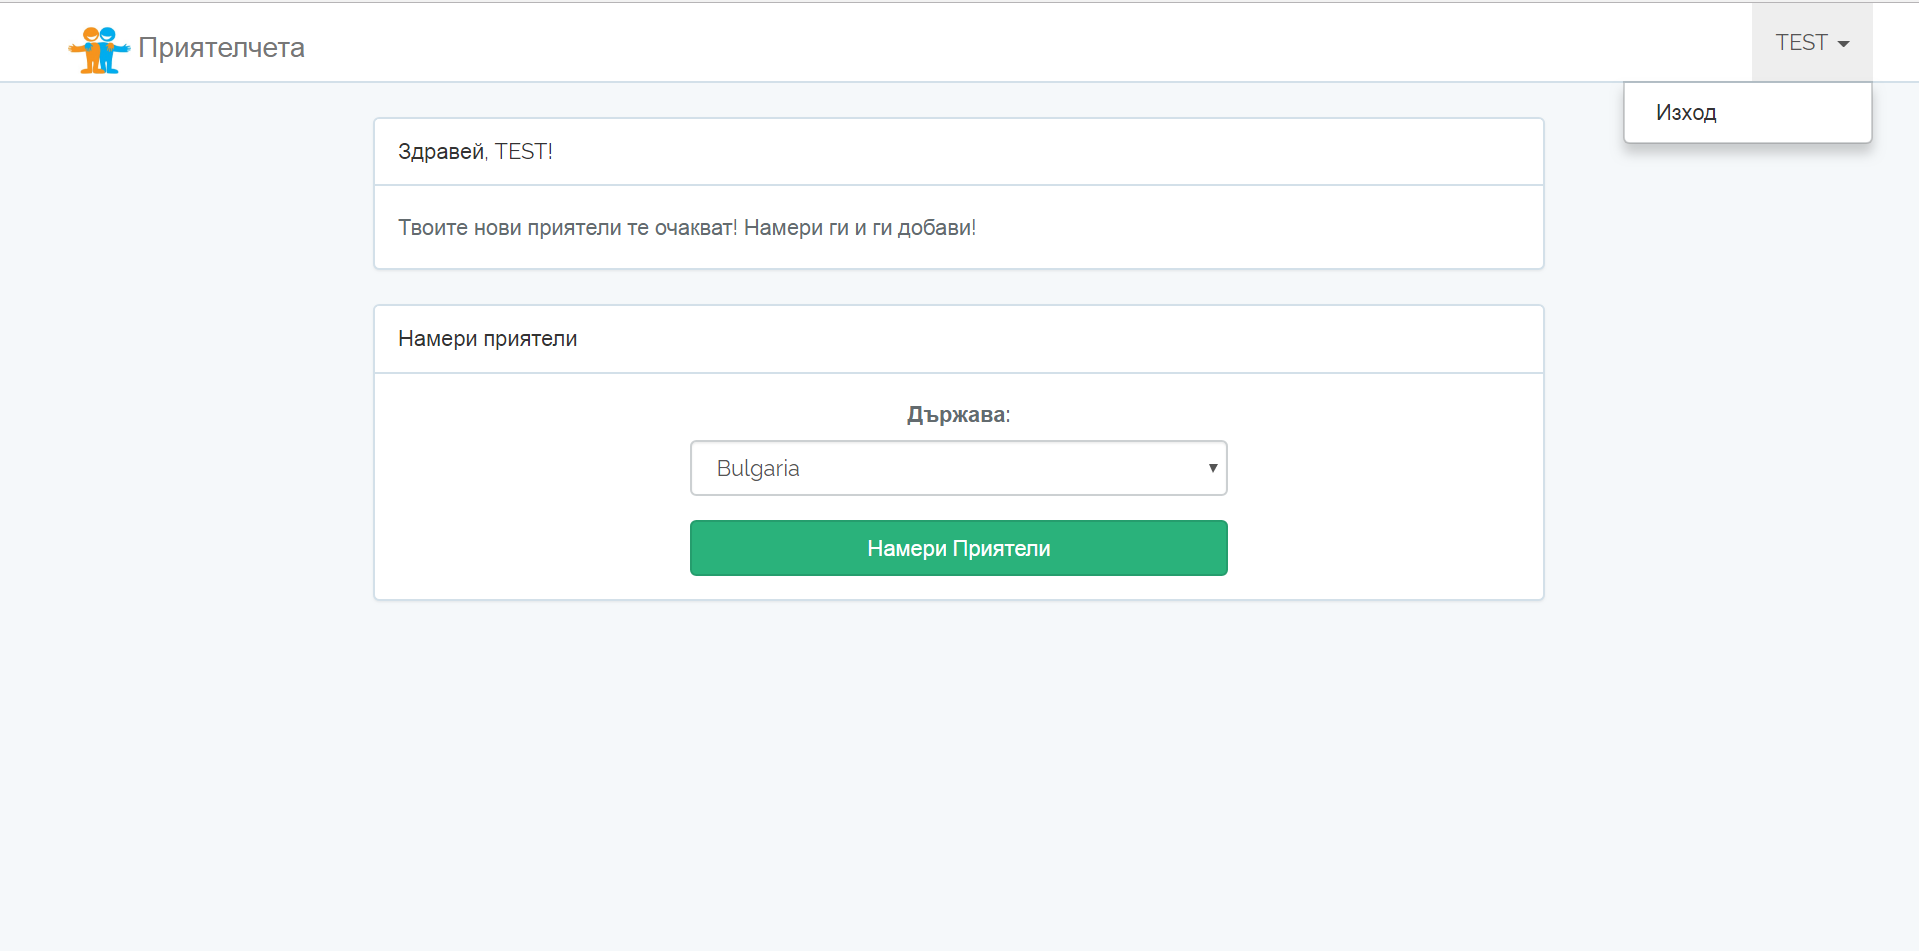 Приятелчета
TEST
Изход
Здравей, TEST!
Твоите нови приятели те очакват! Намери ги и ги добави!
Намери приятели
Държава:
Bulgaria
Намери Приятели